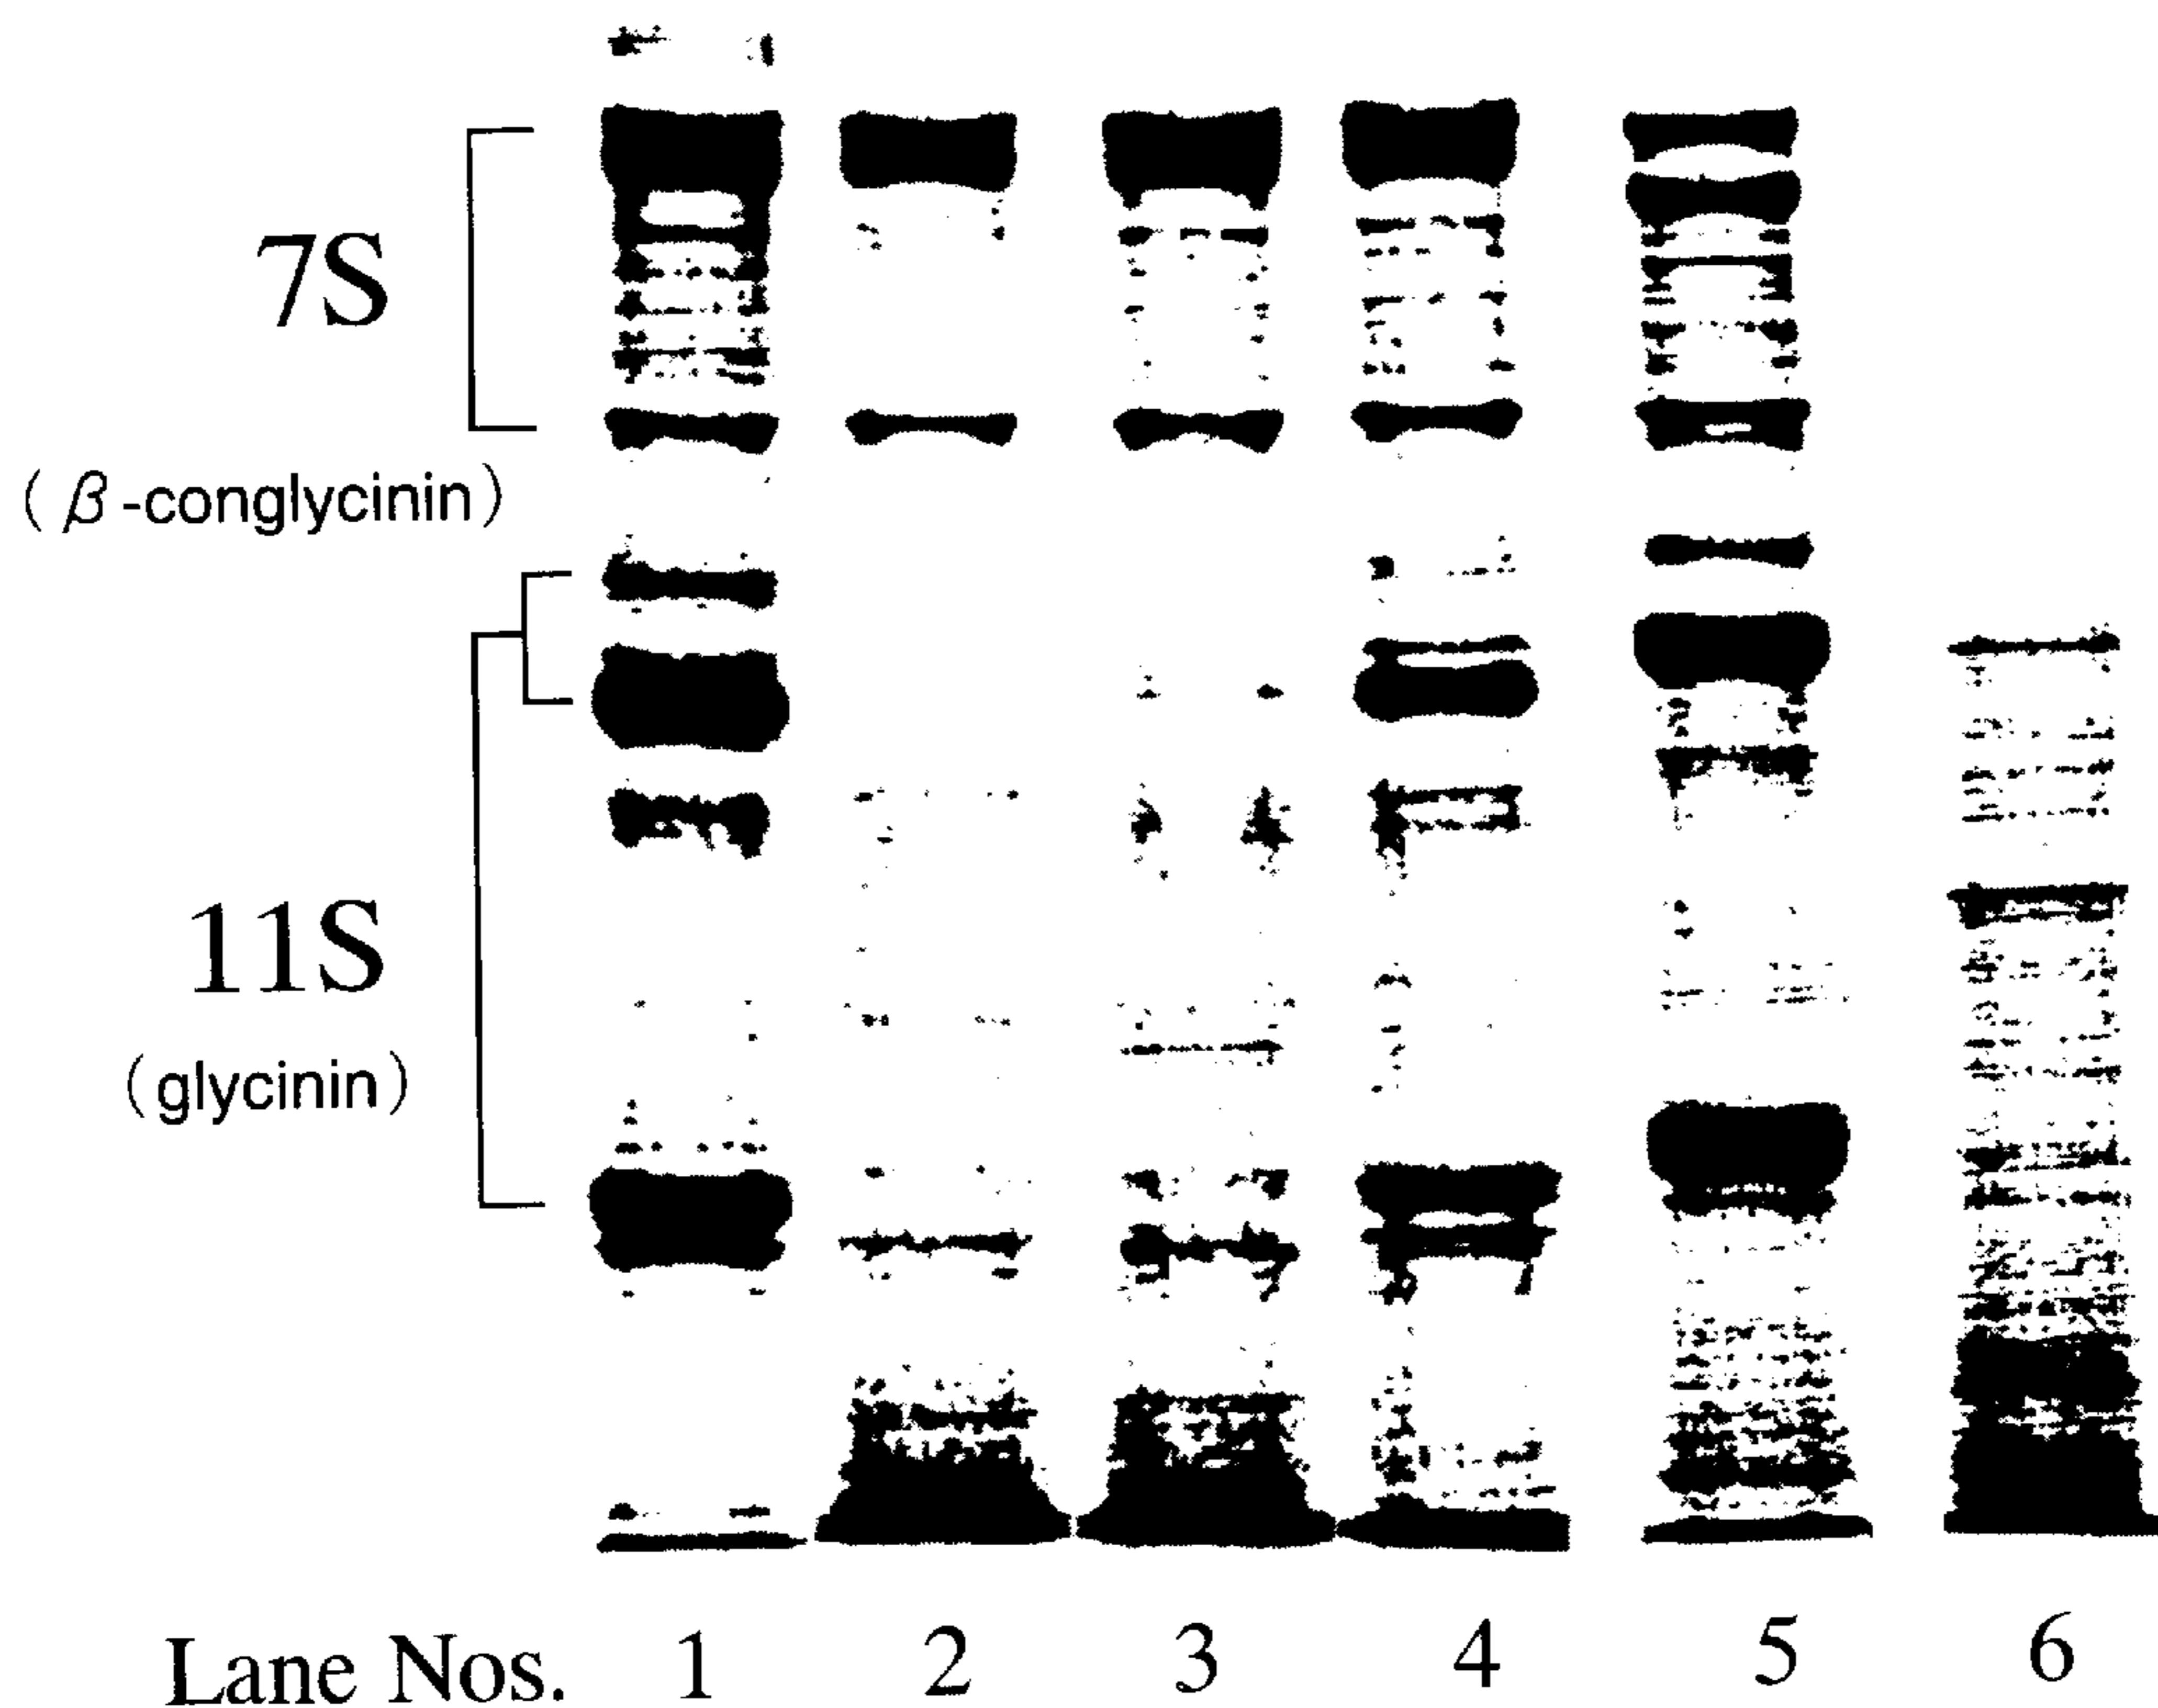 7S
( β-conglycinin)
11S
(glycinin)
Lane Nos. 1 2 3 4 5 6